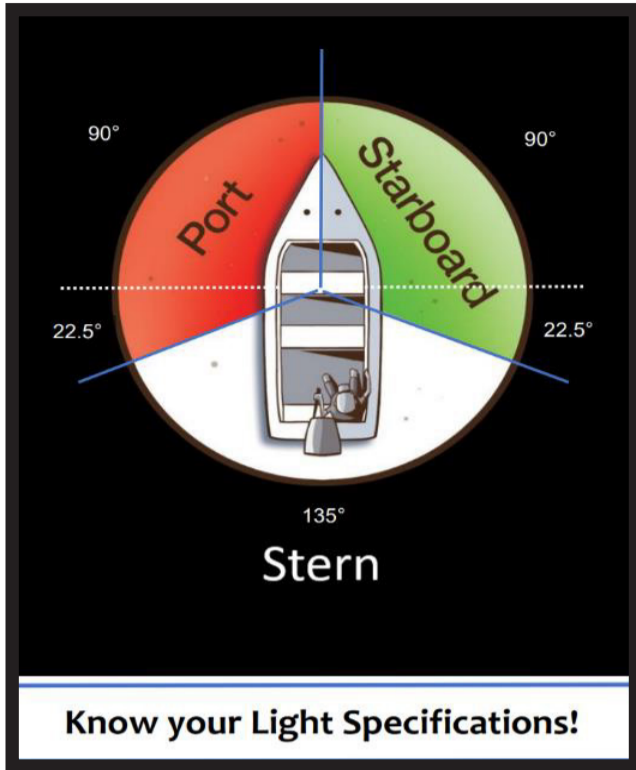 90°
90°
Port
Starboard
22.5°
22.5°
135°
Stern
Know your Light Specifications!